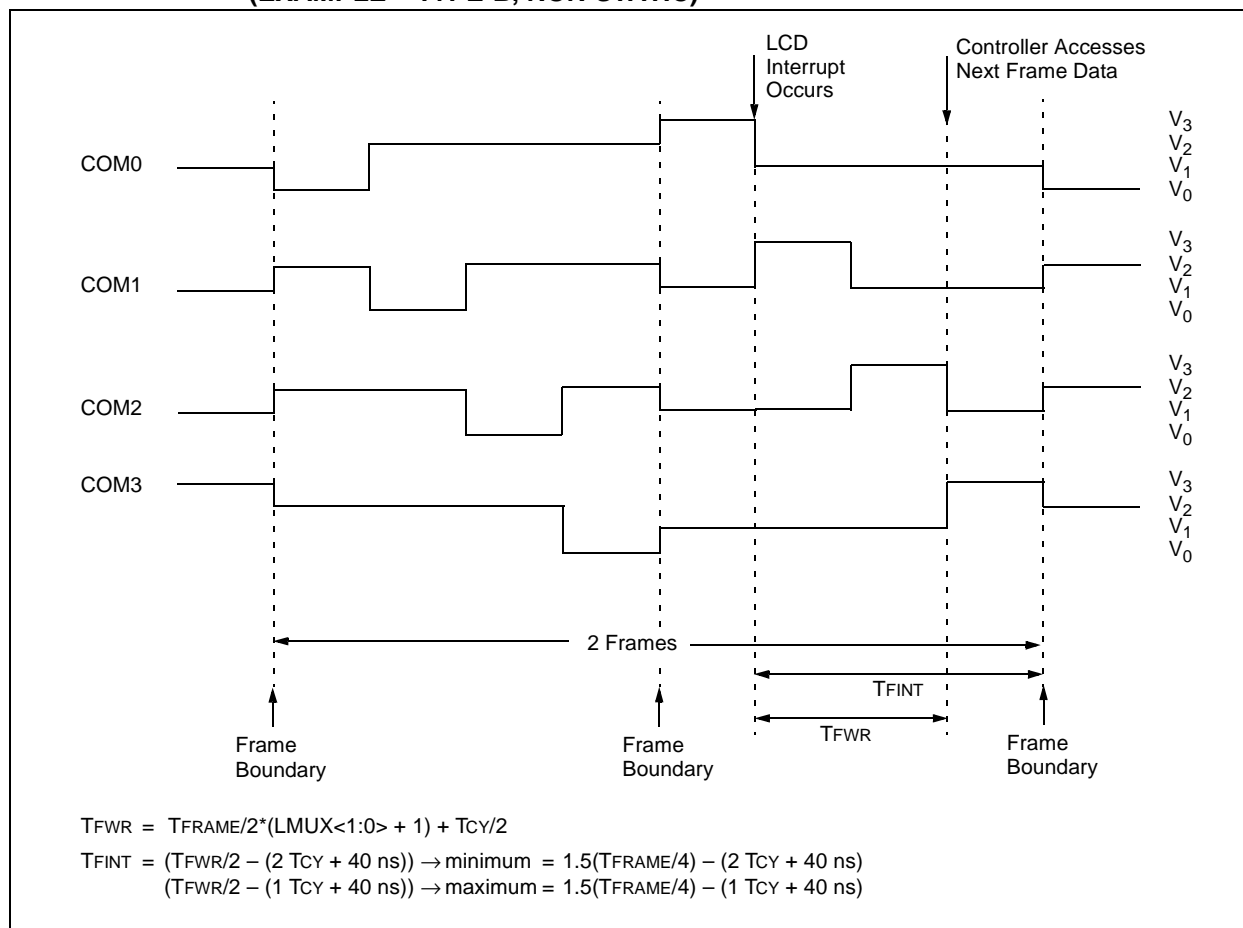 LCD
Interrupt
Occurs
Controller Accesses
Next Frame Data
COM0
V3
V2
V1
V0
COM1
V3
V2
V1
V0
COM2
V3
V2
V1
V0
COM3
V3
V2
V1
V0
2 Frames
TFINT
TFWR
Frame
Boundary
Frame
Boundary
Frame
Boundary
TFWR = TFRAME/2*(LMUX<1:0> + 1) + TCY/2
TFINT = (TFWR/2 – (2 TCY + 40 ns)) → minimum = 1.5(TFRAME/4) – (2 TCY + 40 ns)
(TFWR/2 – (1 TCY + 40 ns)) → maximum = 1.5(TFRAME/4) – (1 TCY + 40 ns)